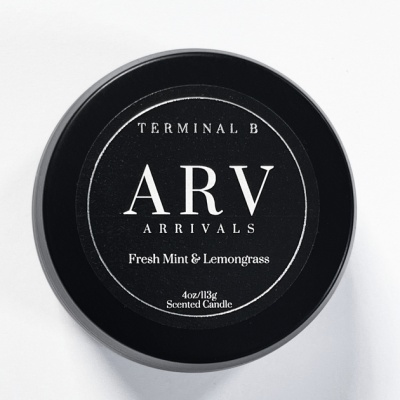 TERMINAL B
ARV
ARRIVALS
Fresh Mint & Lemongrass
4oz/113g
Scented Candle